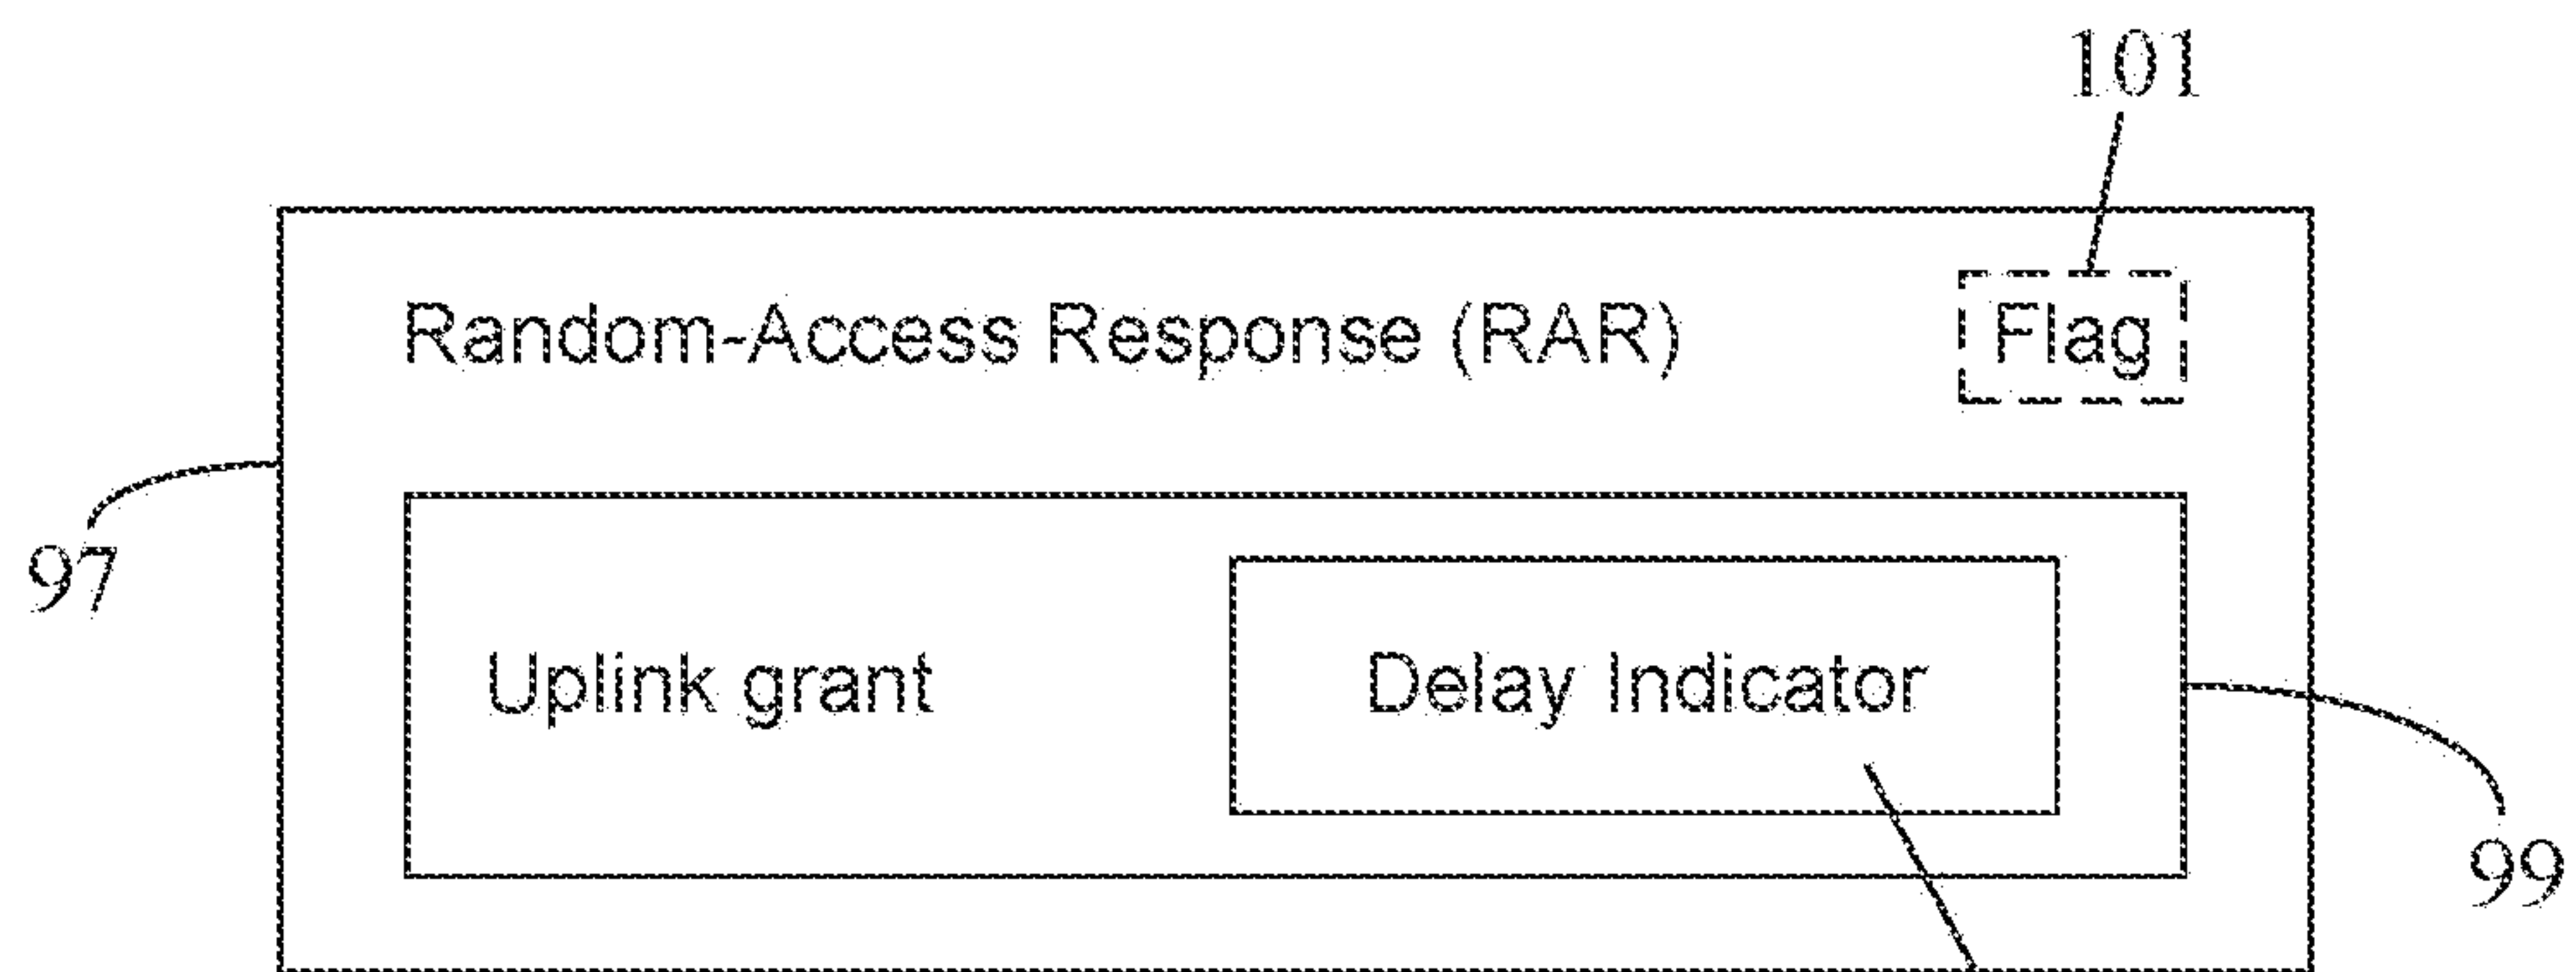 101
Random-Access Response (RAR)
Flag
97
Uplink grant
Delay Indicator
99